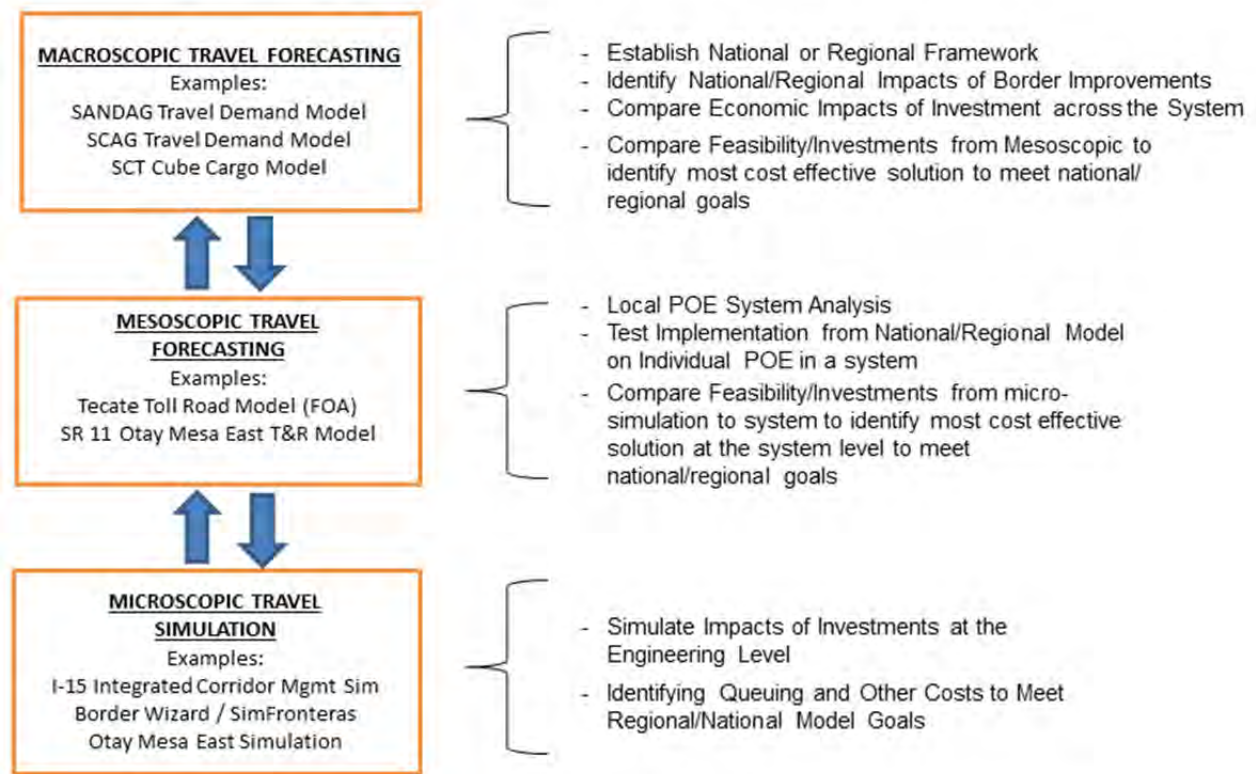 MACROSCOPIC TRAVEL FORECASTING
Examples:
SANDAG Travel Demand Model
SCAG Travel Demand Model
SCT Cube Cargo Model
- Establish National or Regional Framework
- Identify National/Regional Impacts of Border Improvements
- Compare Economic Impacts of Investment across the System
- Compare Feasibility/Investments from Mesoscopic to
identify most cost effective solution to meet national/
regional goals
MESOSCOPIC TRAVEL
FORECASTING
Examples:
Tecate Toll Road Model (FOA)
SR 11 Otay Mesa East T&R Model
- Local POE System Analysis
- Test Implementation from National/Regional Model
on Individual POE in a system
- Compare Feasibility/Investments from micro-
simulation to system to identify most cost effective
solution at the system level to meet
national/regional goals
MICROSCOPIC TRAVEL
SIMULATION
Examples:
I-15 Integrated Corridor Mgmt Sim
Border Wizard / SimFronteras
Otay Mesa East Simulation
- Simulate Impacts of Investments at the
Engineering Level
- Identifying Queuing and Other Costs to Meet
Regional/National Model Goals